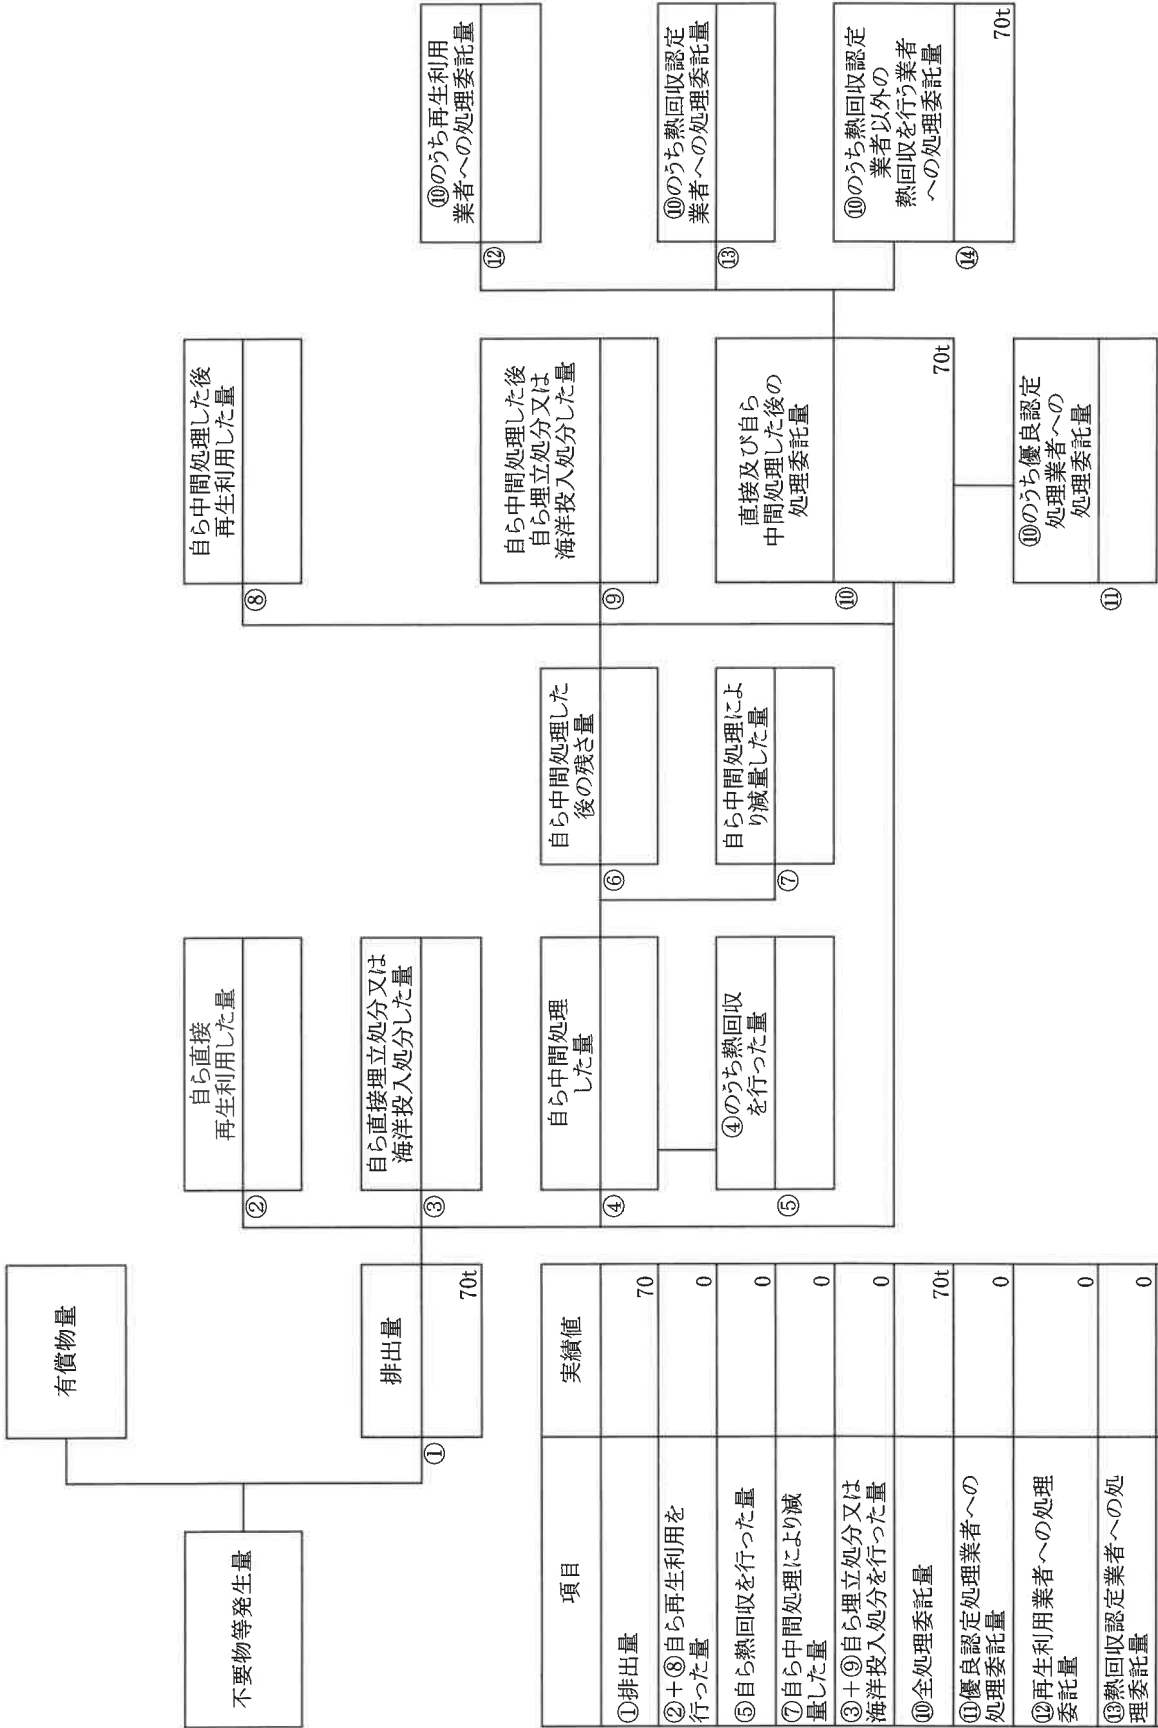 不要物等発生量
有償物量
①
排出量
70t
②
自ら直接
再生利用した量
③
自ら直接埋立処分又は
海洋投入処分した量
④
自ら中間処理
した量
⑤
④のうち熱回収
を行った量
⑥
自ら中間処理した
後の残さ量
⑦
自ら中間処理によ
り減量した量
⑧
自ら中間処理した後
再生利用した量
⑨
自ら中間処理した後
自ら埋立処分又は
海洋投入処分した量
⑩
直接及び自ら
中間処理した後の
処理委託量
70t
⑪
⑩のうち優良認定
処理業者への
処理委託量
⑫
⑩のうち再生利用
業者への処理委託量
⑬
⑩のうち熱回収認定
業者への処理委託量
⑭
⑩のうち熱回収認定
業者以外の
熱回収を行う業者
への処理委託量
70t
項目 実績値
①排出量 70
②+⑧自ら再生利用を
行った量 0
⑤自ら熱回収を行った量 0
⑦自ら中間処理により減
量した量 0
③+⑨自ら埋立処分又は
海洋投入処分を行った量 0
⑩全処理委託量 70t
⑪優良認定処理業者への
処理委託量 0
⑫再生利用業者への処理
委託量 0
⑬熱回収認定業者への処
理委託量 0